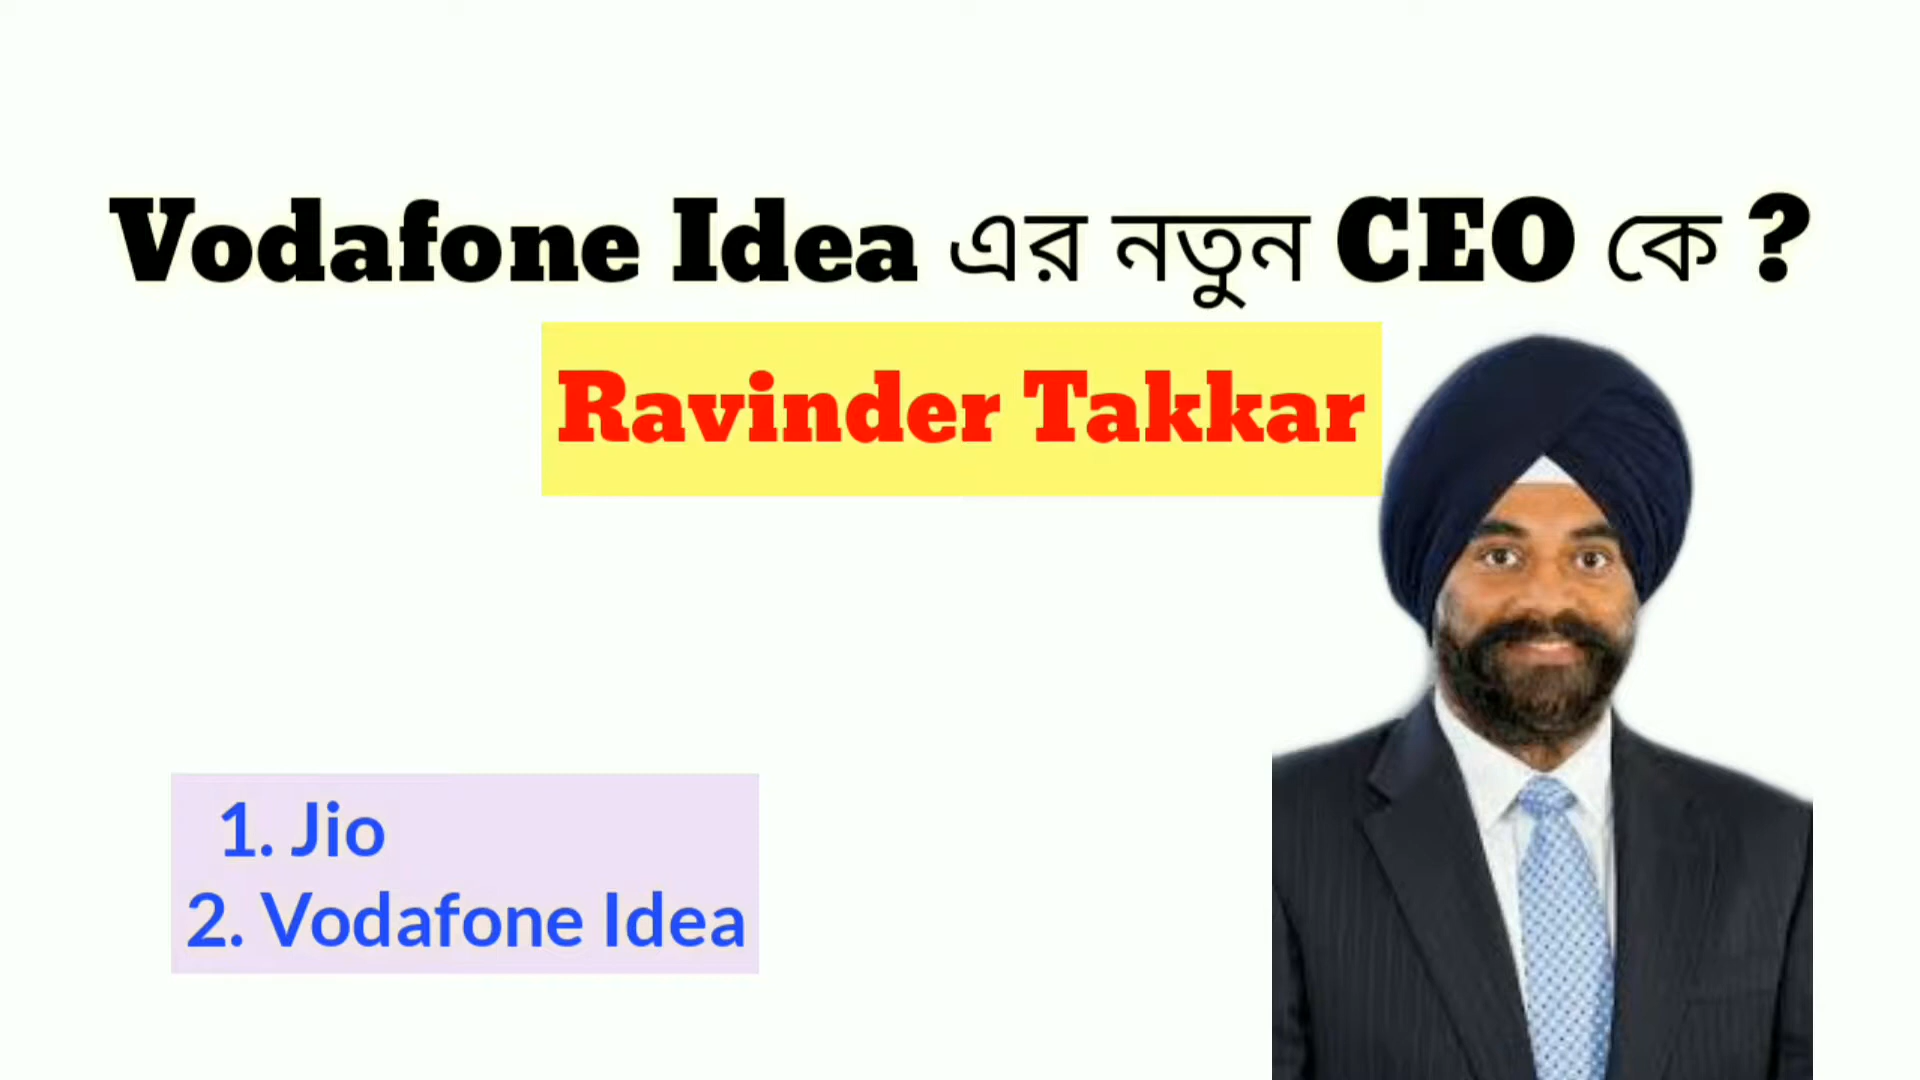 Vodafone Idea এর নতুন CEO কে ?
Ravinder Takkar
1. Jio
2. Vodafone Idea